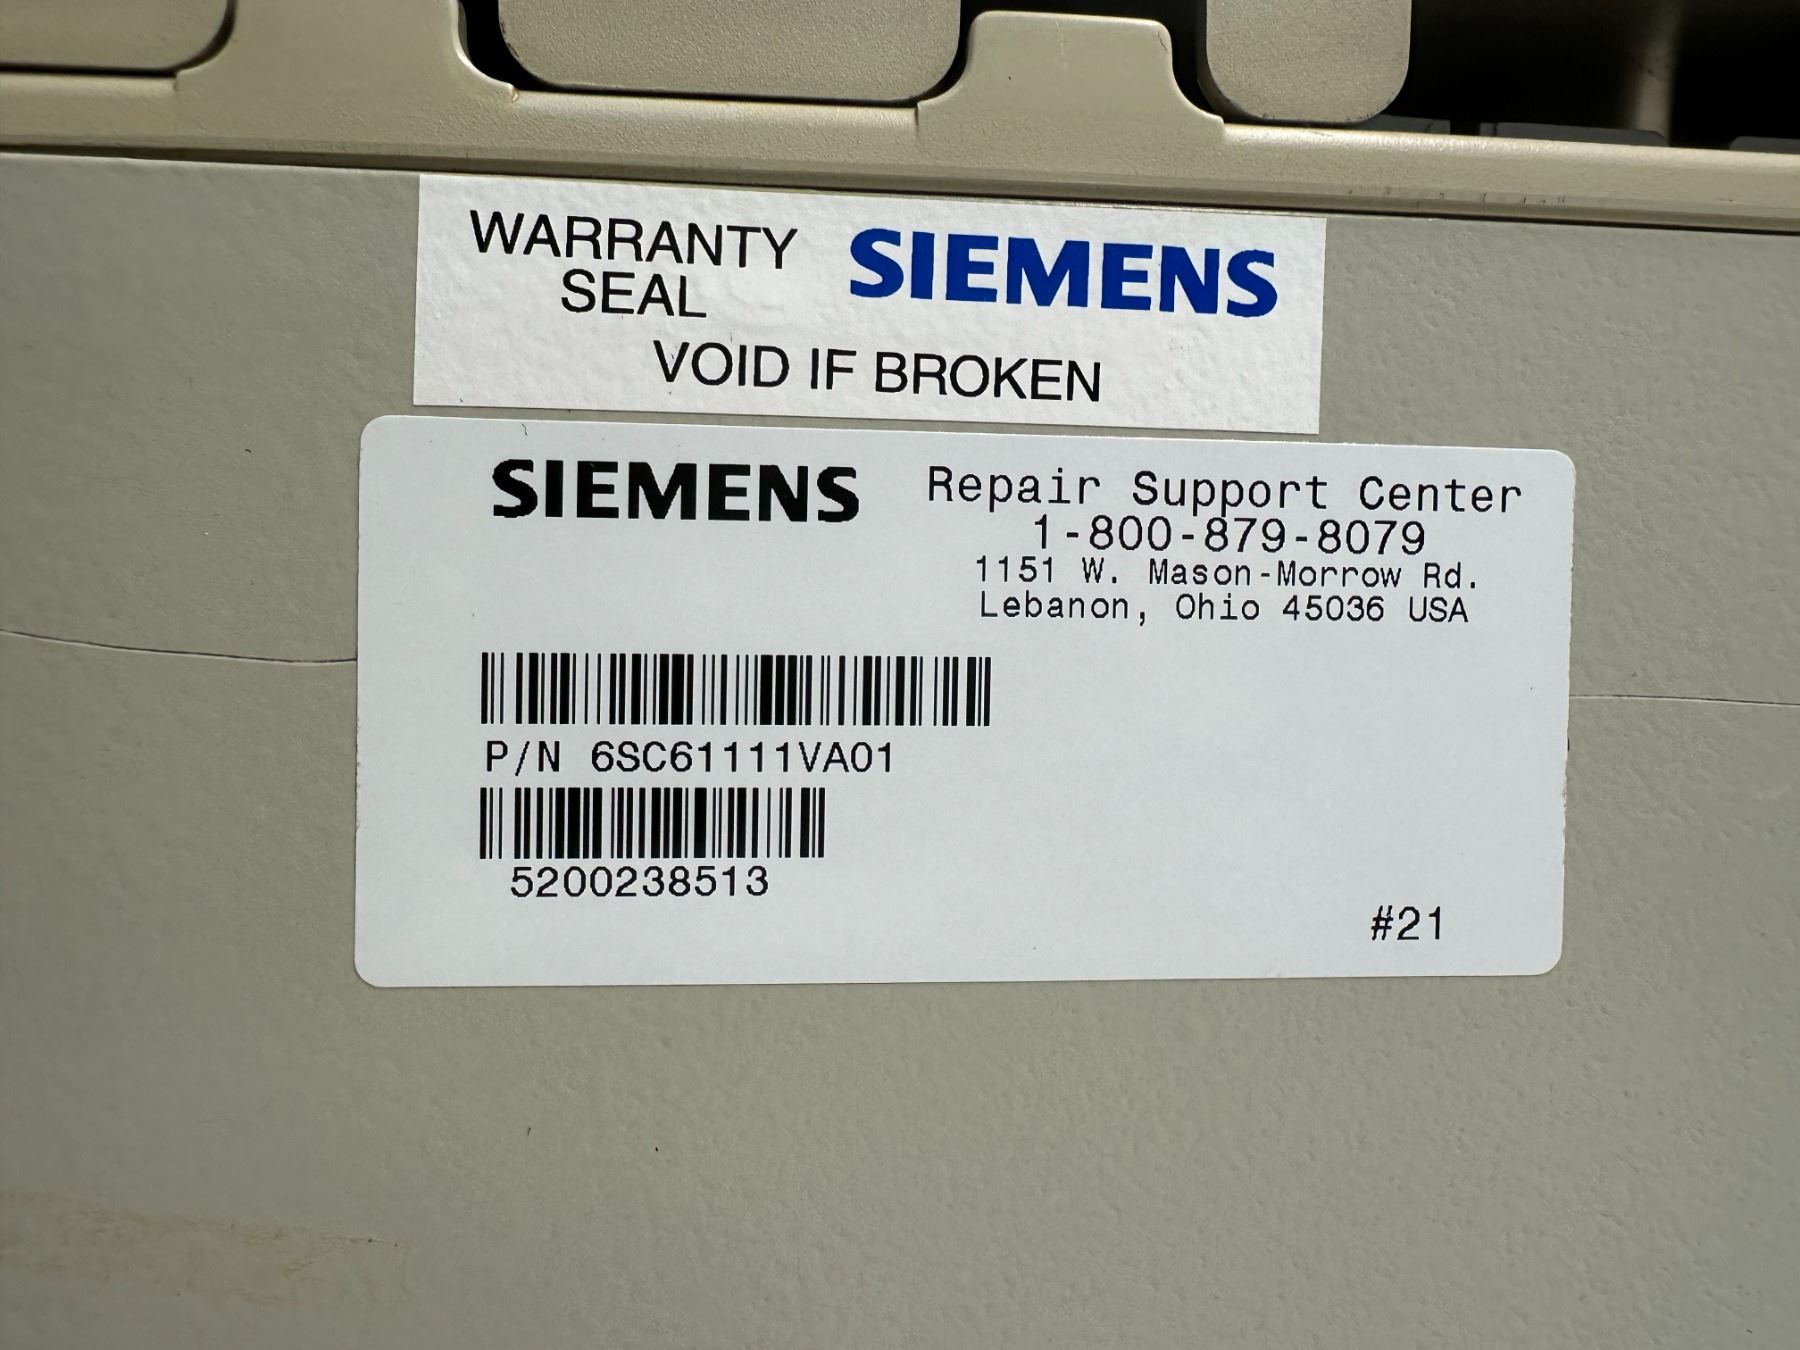 WARRANTY
SEAL
SIEMENS
VOID IF BROKEN
SIEMENS
Repair Support Center
1-800-879-8079
1151 W. Mason-Morrow Rd.
Lebanon, Ohio 45036 USA
P/N 6SC61111VA01
5200238513
#21